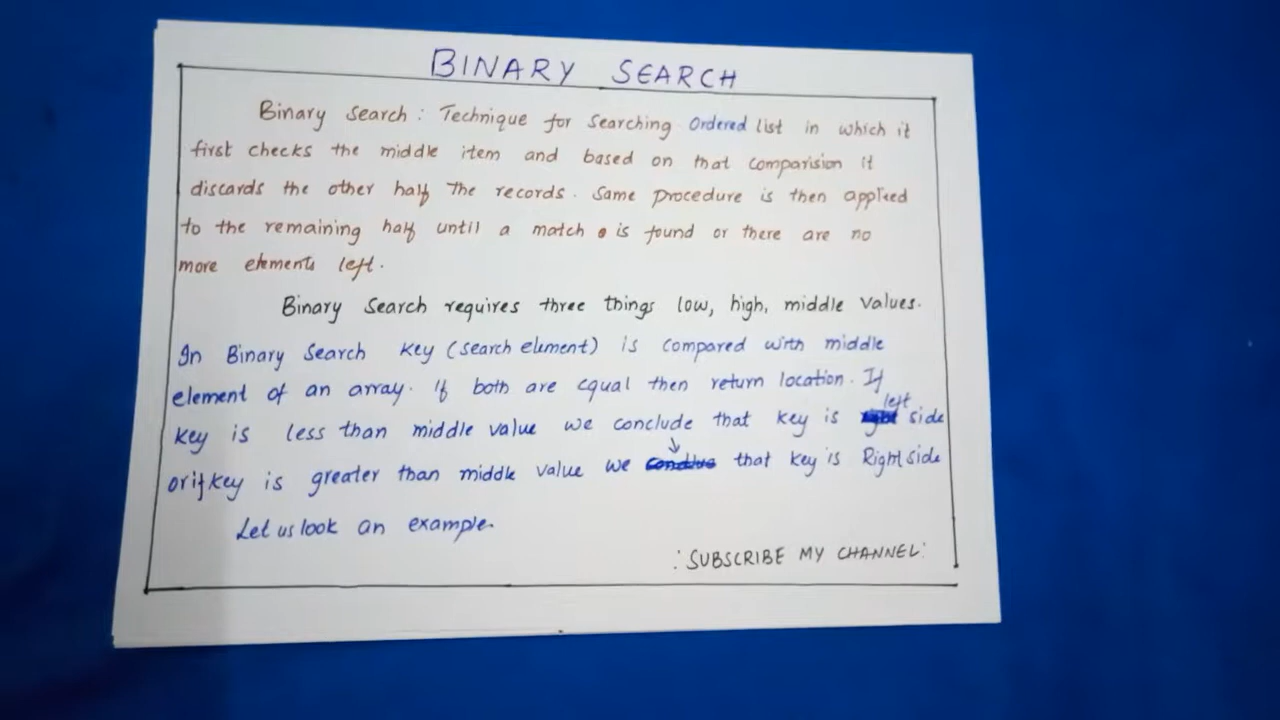 BINARY SEARCH
Binary Search : Technique for Searching Ordered list in which it
first checks the middle item and based on that comparision it
discards the other half the records. Same procedure is then applied
to the remaining half until a match is found or there are no
more elements left.
Binary Search requires three things low, high, middle values.
In Binary Search key (search element) is compared with middle
element of an array. If both are equal then return location. If
key is less than middle value we conclude that key is left side
or if key is greater than middle value we that key is Right side
Let us look an example.
:SUBSCRIBE MY CHANNEL: